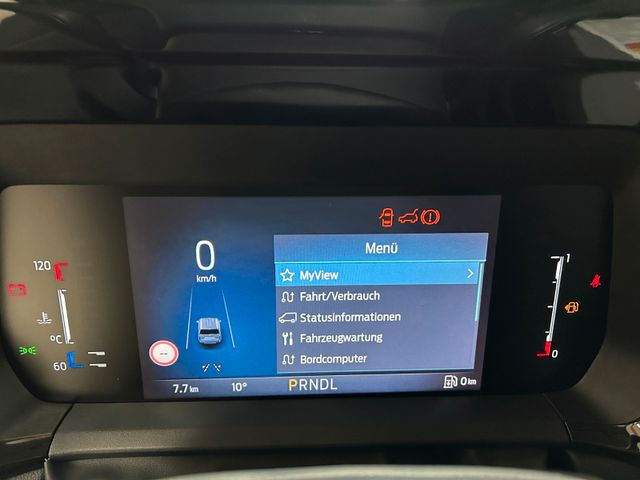 120
0
km/h
°C
60
--
Menü
MyView
Fahrt/Verbrauch
Statusinformationen
Fahrzeugwartung
Bordcomputer
1
0
7.7 km
10°
PRNDL
0 km